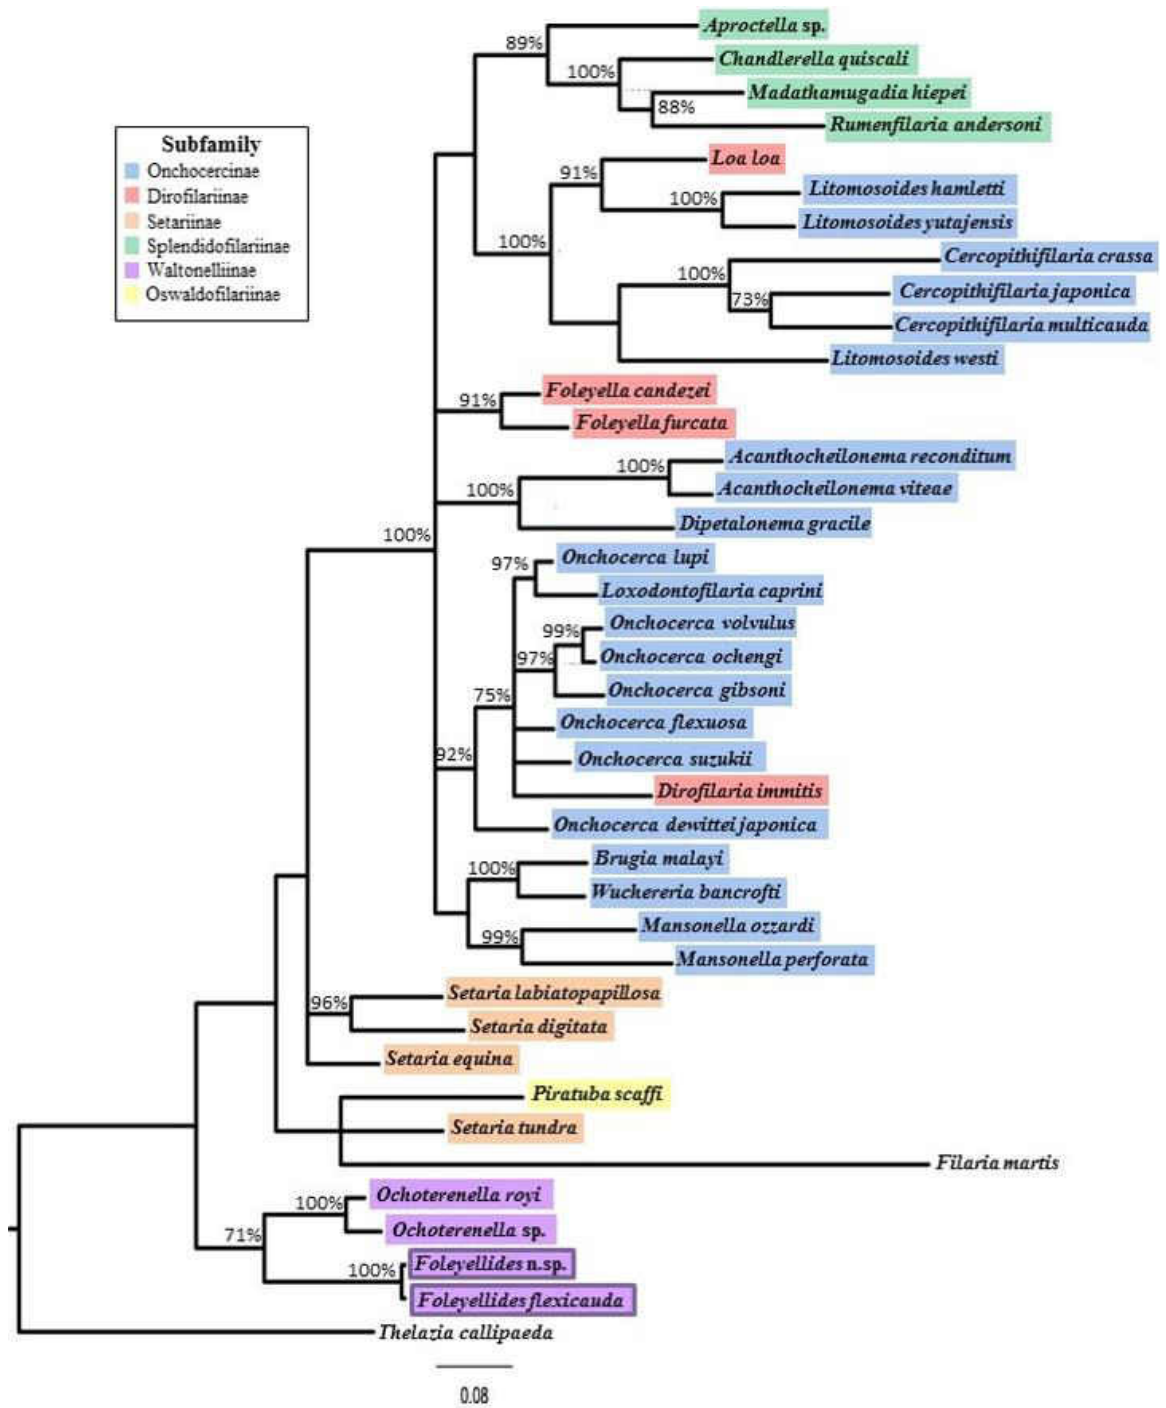 Subfamily
Onchocercinae
Dirofilariinae
Setariinae
Splendidofilariinae
Waltonelliinae
Oswaldofilariinae
Aproctella sp.
89%
Chandlerella quiscali
100%
Madathamugadia hiepei
88%
Rumenfilaria andersoni
Loa loa
91%
Litomosoides hamletti
100%
Litomosoides yutajensis
100%
Cercopithifilaria crassa
100%
Cercopithifilaria japonica
73%
Cercopithifilaria multicauda
Litomosoides westi
Foleyella candezei
91%
Foleyella furcata
Acanthocheilonema reconditum
100%
Acanthocheilonema viteae
100%
Dipetalonema gracile
100%
Onchocerca lupi
97%
Loxodontofilaria caprini
Onchocerca volvulus
99%
Onchocerca ochengi
97%
Onchocerca gibsoni
75%
Onchocerca flexuosa
92%
Onchocerca suzukii
Dirofilaria immitis
Onchocerca dewittei japonica
Brugia malayi
100%
Wuchereria bancrofti
Mansonella ozzardi
99%
Mansonella perforata
Setaria labiatopapillosa
96%
Setaria digitata
Setaria equina
Piratuba scaffi
Setaria tundra
Filaria martis
Ochoterenella royi
100%
Ochoterenella sp.
71%
Foleyellides n.sp.
100%
Foleyellides flexicauda
Thelazia callipaeda
0.08